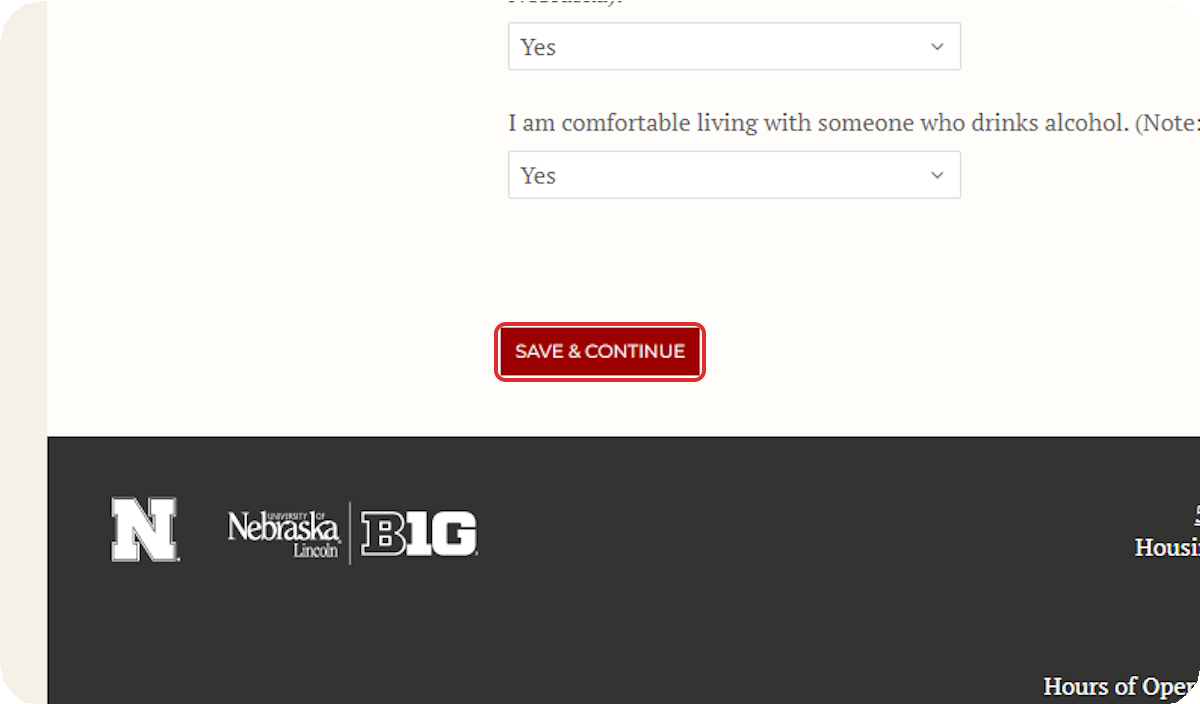 Yes
I am comfortable living with someone who drinks alcohol. (Note:
Yes
SAVE & CONTINUE
N
UNIVERSITY OF
Nebraska
Lincoln
B1G
Housi
Hours of Oper